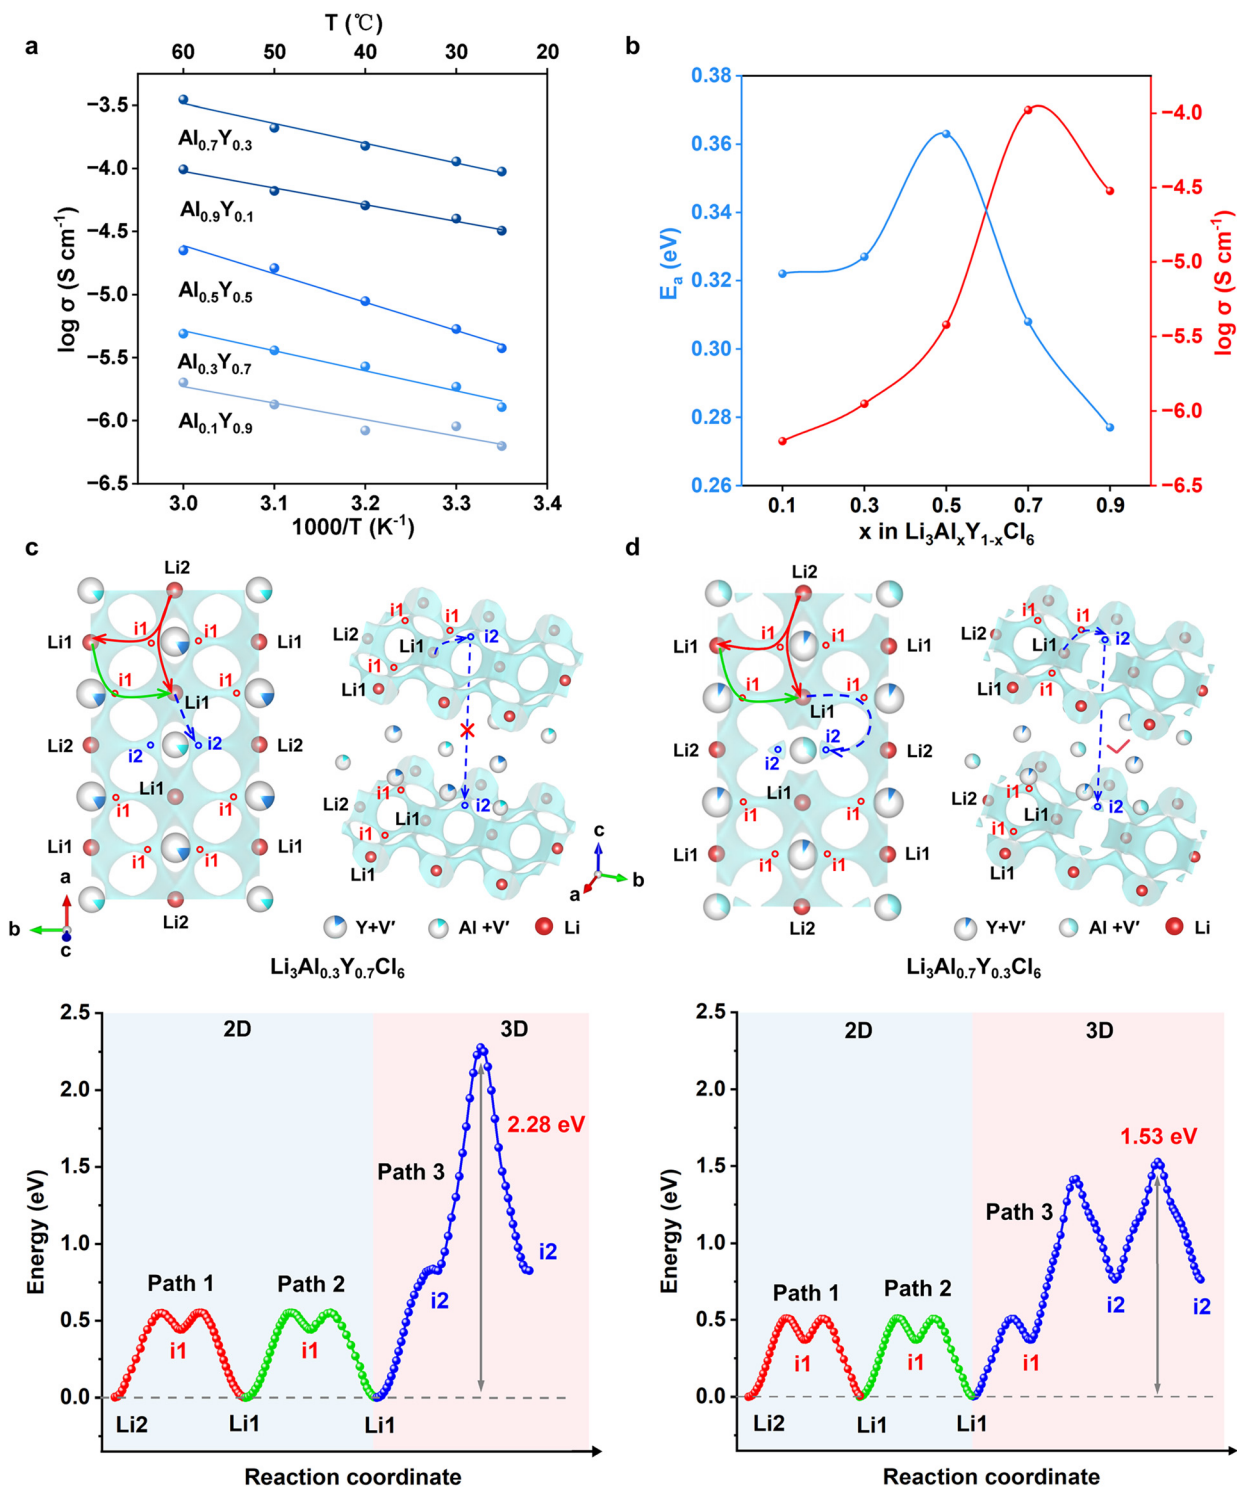 a
T (℃)
60 50 40 30 20
−3.5
−4.0
−4.5
−5.0
−5.5
−6.0
−6.5
log σ (S cm⁻¹)
Al₀.₇Y₀.₃
Al₀.₉Y₀.₁
Al₀.₅Y₀.₅
Al₀.₃Y₀.₇
Al₀.₁Y₀.₉
3.0 3.1 3.2 3.3 3.4
1000/T (K⁻¹)
b
0.38
0.36
0.34
0.32
0.30
0.28
0.26
Eₐ (eV)
−4.0
−4.5
−5.0
−5.5
−6.0
−6.5
log σ (S cm⁻¹)
0.1 0.3 0.5 0.7 0.9
x in Li₃AlₓY₁₋ₓCl₆
c
Li2
Li1 i1 i1 Li1
i1 i1
Li1
Li2 i2 i2 Li2
Li1
i1 i1
Li1 i1 i1 Li1
Li2
a
b
c
i1 i1
Li2 i2
Li1
i1
Li1
i1
Li2 i2
Li1
i1
Li1
c
b
a
Y+V′ Al +V′ Li
Li₃Al₀.₃Y₀.₇Cl₆
d
Li2
Li1 i1 i1 Li1
i1 i1
Li1
i2
Li2 i2 Li2
Li1
i1 i1
Li1 i1 i1 Li1
Li2
i1 i1
Li2 i2
Li1
i1
Li1
i1
Li2 i2
Li1
i1
Li1
Y+V′ Al +V′ Li
Li₃Al₀.₇Y₀.₃Cl₆
2.5
2.0
1.5
1.0
0.5
0.0
Energy (eV)
2D 3D
2.28 eV
Path 3
i2
i2
Path 1 Path 2
i1 i1
Li2 Li1 Li1
Reaction coordinate
2.5
2.0
1.5
1.0
0.5
0.0
Energy (eV)
2D 3D
1.53 eV
Path 3
Path 1 Path 2
i2 i2
i1 i1 i1
Li2 Li1 Li1
Reaction coordinate